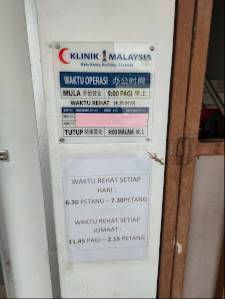 KLINIK 1 MALAYSIA
WAKTU OPERASI 办公时间
MULA 开始营业 9:00 PAGI 早上
WAKTU REHAT 休息时间
TUTUP 结束营业 9:00 MALAM 晚上
WAKTU REHAT SETIAP
HARI :
6.30 PETANG – 7.30PETANG
WAKTU REHAT SETIAP
JUMAAT :
11.45 PAGI – 2.15 PETANG